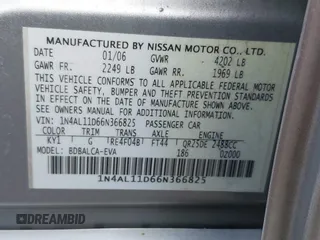 MANUFACTURED BY NISSAN MOTOR CO., LTD.
01/06 GVWR 4202 LB
GAWR FR. 2249 LB GAWR RR. 1969 LB
THIS VEHICLE CONFORMS TO ALL APPLICABLE FEDERAL MOTOR
VEHICLE SAFETY, BUMPER AND THEFT PREVENTION STANDARDS
IN EFFECT ON THE DATE OF MANUFACTURE SHOWN ABOVE.
SEE OWNERS MANUAL FOR ADDITIONAL INFORMATION
PASSENGER CAR
VIN: 1N4AL11D66N366825
COLOR TRIM TRANS AXLE ENGINE
KY1 G RE4F04B FT44 QR25DE 2488CC
MODEL BDBALCA-EVA 186 02000
1N4AL11D66N366825
DREAMBID